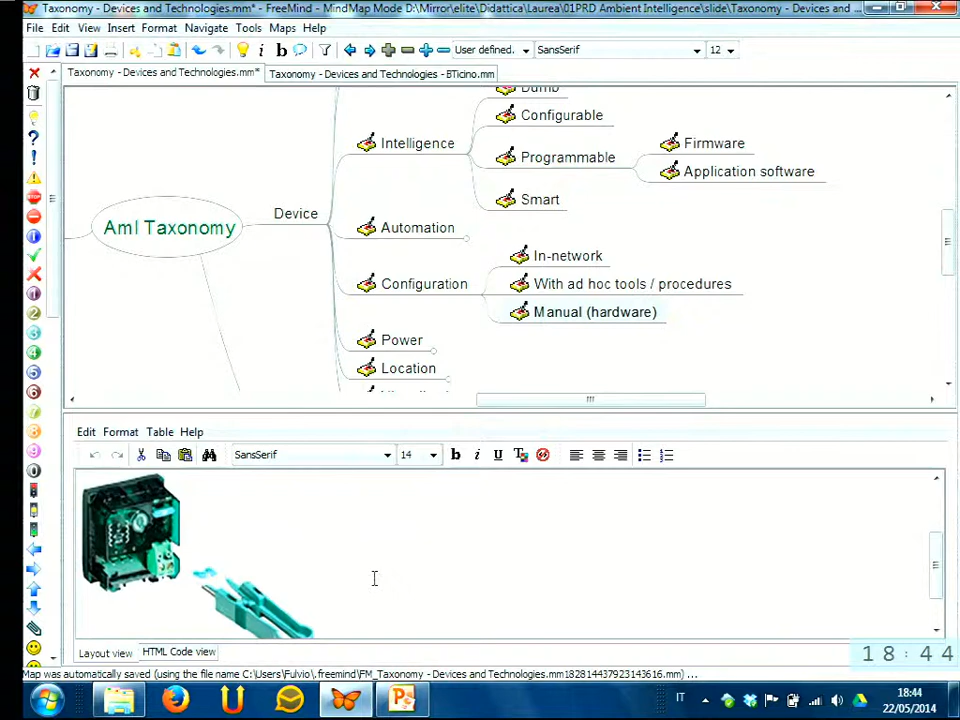 Taxonomy - Devices and Technologies.mm* - FreeMind - MindMap Mode D:\Mirror\elite\Didattica\Laurea\01PRD Ambient Intelligence\slide\Taxonomy - Devices and ...
File Edit View Insert Format Navigate Tools Maps Help
User defined. SansSerif 12
Taxonomy - Devices and Technologies.mm* Taxonomy - Devices and Technologies - BTicino.mm
Dumb
Configurable
Intelligence
Firmware
Programmable
Application software
Smart
AmI Taxonomy
Device
Automation
In-network
Configuration
With ad hoc tools / procedures
Manual (hardware)
Power
Location
Edit Format Table Help
SansSerif 14
Layout view HTML Code view
18:44
Map was automatically saved (using the file name C:\Users\Fulvio\.freemind\FM_Taxonomy - Devices and Technologies.mm1828144379231436​16.mm) ...
IT
18:44
22/05/2014